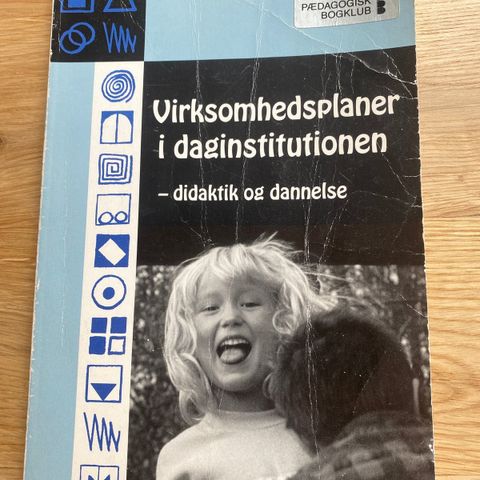 PÆDAGOGISK
BOGKLUB B
Virksomhedsplaner
i daginstitutionen
– didaktik og dannelse